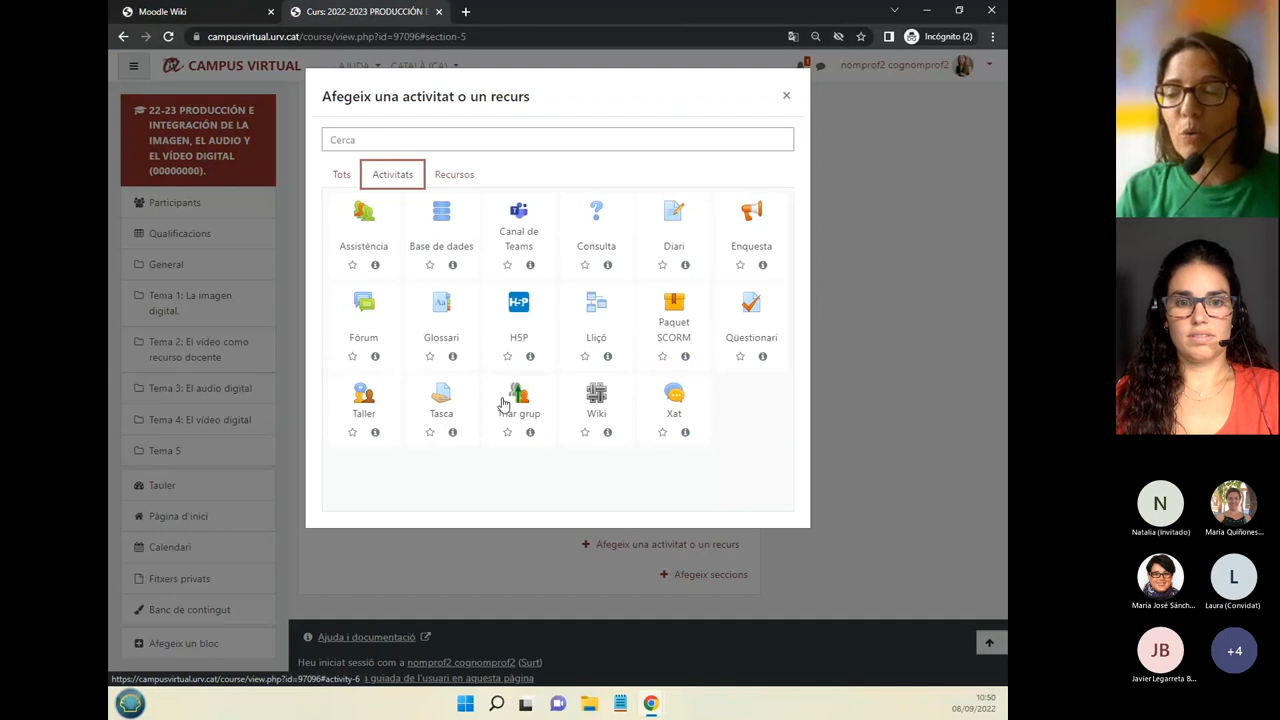 Moodle Wiki
Curs: 2022-2023 PRODUCCIÓN E
campusvirtual.urv.cat/course/view.php?id=97096#section-5
Incógnito (2)
CAMPUS VIRTUAL
AJUDA
CATALÀ (CA)
nomprof2 cognomprof2
22-23 PRODUCCIÓN E
INTEGRACIÓN DE LA
IMAGEN, EL AUDIO Y
EL VÍDEO DIGITAL
(00000000).
Participants
Qualificacions
General
Tema 1: La imagen
digital.
Tema 2: El vídeo como
recurso docente
Tema 3: El audio digital
Tema 4: El vídeo digital
Tema 5
Tauler
Pàgina d'inici
Calendari
Fitxers privats
Banc de contingut
Afegeix un bloc
Afegeix una activitat o un recurs
×
Cerca
Tots
Activitats
Recursos
Assistència
Base de dades
Canal de
Teams
Consulta
Diari
Enquesta
Fòrum
Glossari
H5P
H5P
Lliçó
Paquet
SCORM
Qüestionari
Taller
Tasca
grup
Wiki
Xat
Afegeix una activitat o un recurs
Afegeix seccions
Ajuda i documentació
Heu iniciat sessió com a nomprof2 cognomprof2 (Surt)
a guiada de l'usuari en aquesta pàgina
https://campusvirtual.urv.cat/course/view.php?id=97096#activity-6
10:50
08/09/2022
N
Natalia (Invitado)
María Quiñones...
María José Sánch...
L
Laura (Convidat)
JB
Javier Legarreta B...
+4